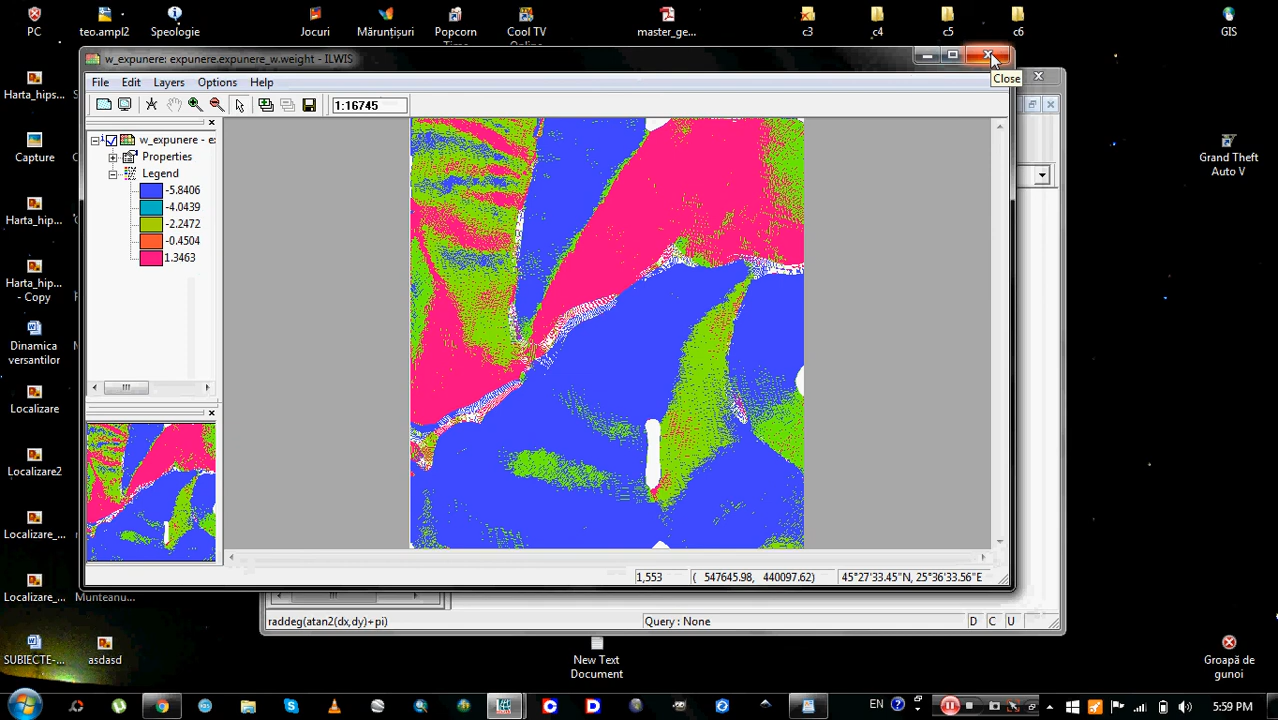 PC
teo.ampl2
Speologie
Jocuri
Mărunțișuri
Popcorn
Cool TV
Online
master_ge...
c3
c4
c5
c6
GIS
w_expunere: expunere.expunere_w.weight - ILWIS
Close
File Edit Layers Options Help
1:16745
w_expunere - e
Properties
Legend
-5.8406
-4.0439
-2.2472
-0.4504
1.3463
Harta_hips...
Capture
Harta_hip...
Harta_hip...
- Copy
Dinamica
versantilor
Localizare
Localizare2
Localizare_...
Localizare_...
Munteanu...
Grand Theft
Auto V
1,553
( 547645.98, 440097.62)
45°27'33.45"N, 25°36'33.56"E
raddeg(atan2(dx,dy)+pi)
Query : None
D C U
SUBIECTE-...
asdasd
New Text
Document
Groapă de
gunoi
EN
5:59 PM